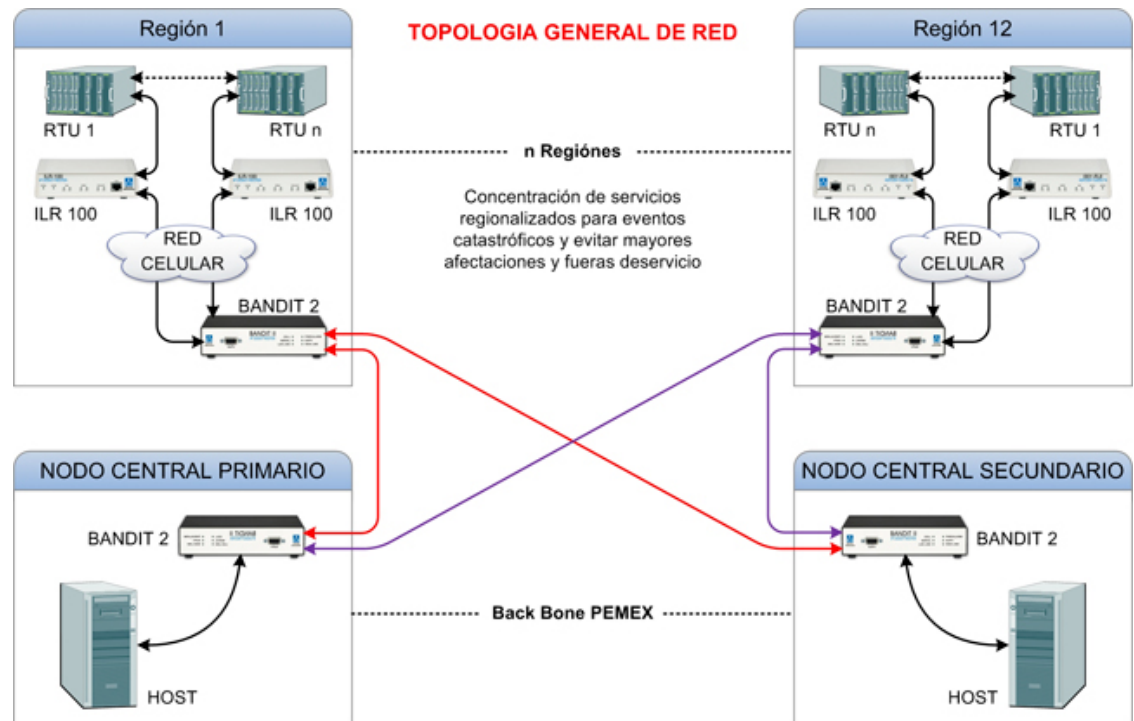 Región 1
TOPOLOGIA GENERAL DE RED
Región 12
RTU 1
RTU n
RTU n
RTU 1
n Regiónes
ILR 100
ILR 100
ILR 100
ILR 100
Concentración de servicios
regionalizados para eventos
catastróficos y evitar mayores
afectaciones y fueras deservicio
RED
CELULAR
RED
CELULAR
BANDIT 2
BANDIT 2
NODO CENTRAL PRIMARIO
NODO CENTRAL SECUNDARIO
BANDIT 2
BANDIT 2
Back Bone PEMEX
HOST
HOST